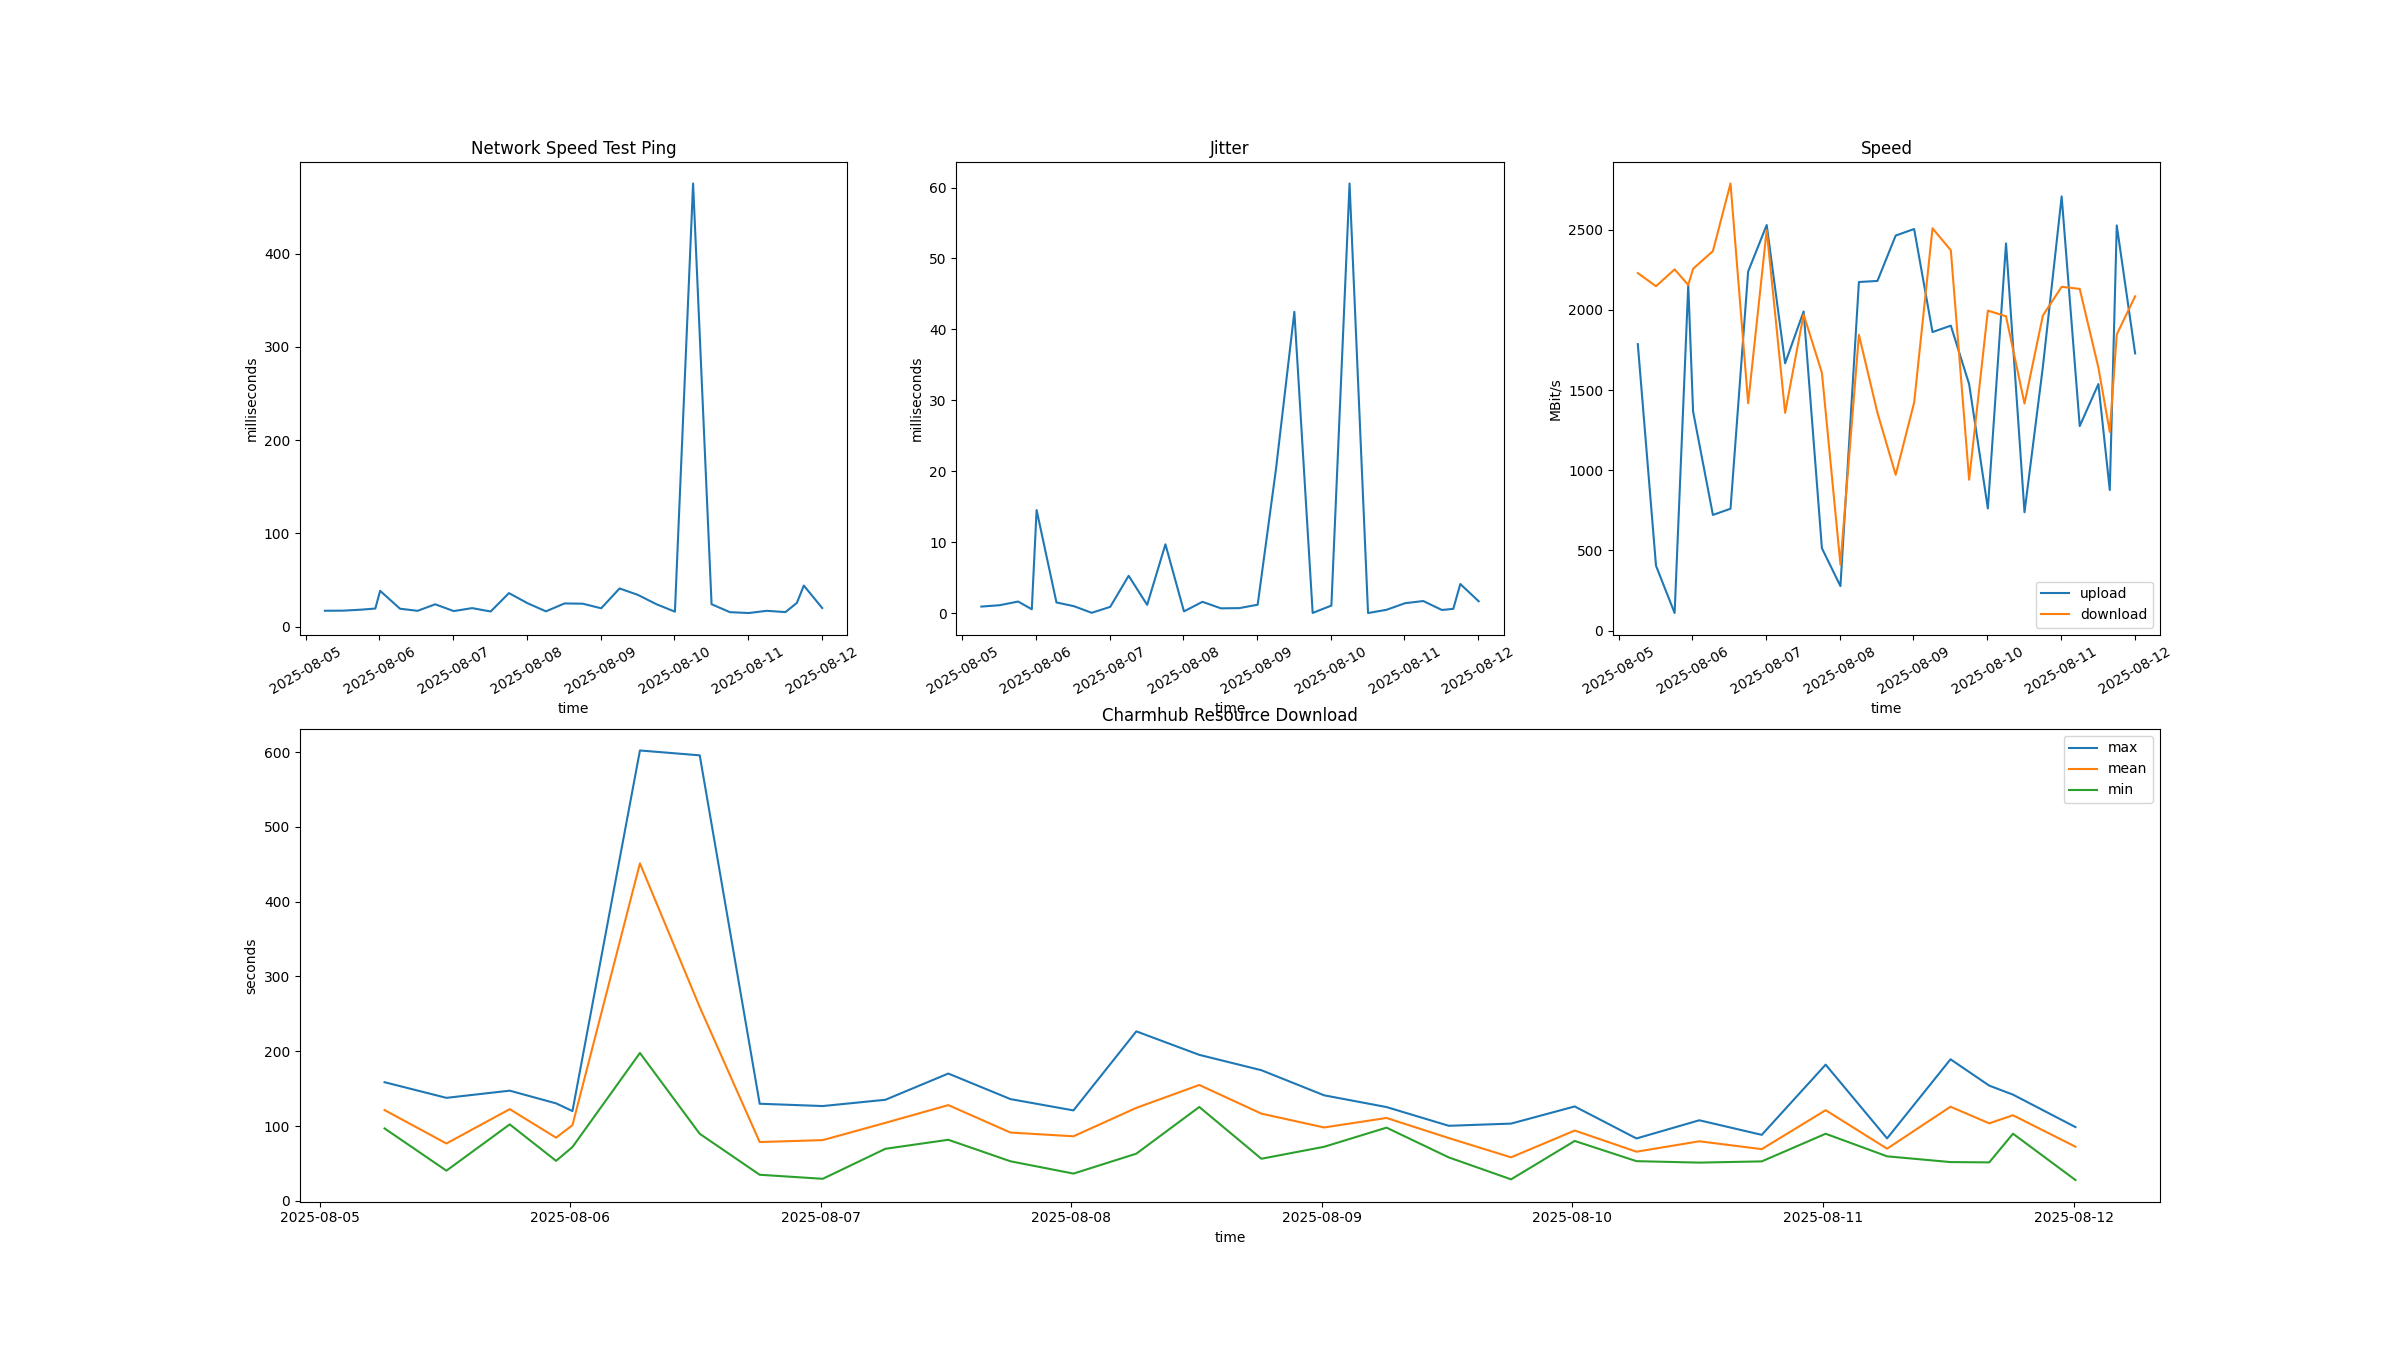 Network Speed Test Ping
milliseconds
400
300
200
100
0
2025-08-05 2025-08-06 2025-08-07 2025-08-08 2025-08-09 2025-08-10 2025-08-11 2025-08-12
time
Jitter
milliseconds
60
50
40
30
20
10
0
2025-08-05 2025-08-06 2025-08-07 2025-08-08 2025-08-09 2025-08-10 2025-08-11 2025-08-12
time
Speed
MBit/s
2500
2000
1500
1000
500
0
upload
download
2025-08-05 2025-08-06 2025-08-07 2025-08-08 2025-08-09 2025-08-10 2025-08-11 2025-08-12
time
Charmhub Resource Download
seconds
600
500
400
300
200
100
0
max
mean
min
2025-08-05 2025-08-06 2025-08-07 2025-08-08 2025-08-09 2025-08-10 2025-08-11 2025-08-12
time